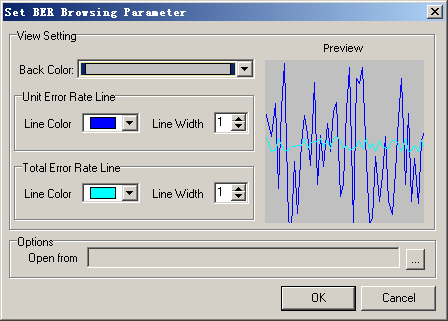 Set BER Browsing Parameter
View Setting
Preview
Back Color:
Unit Error Rate Line
Line Color Line Width 1
Total Error Rate Line
Line Color Line Width 1
Options
Open from ...
OK Cancel